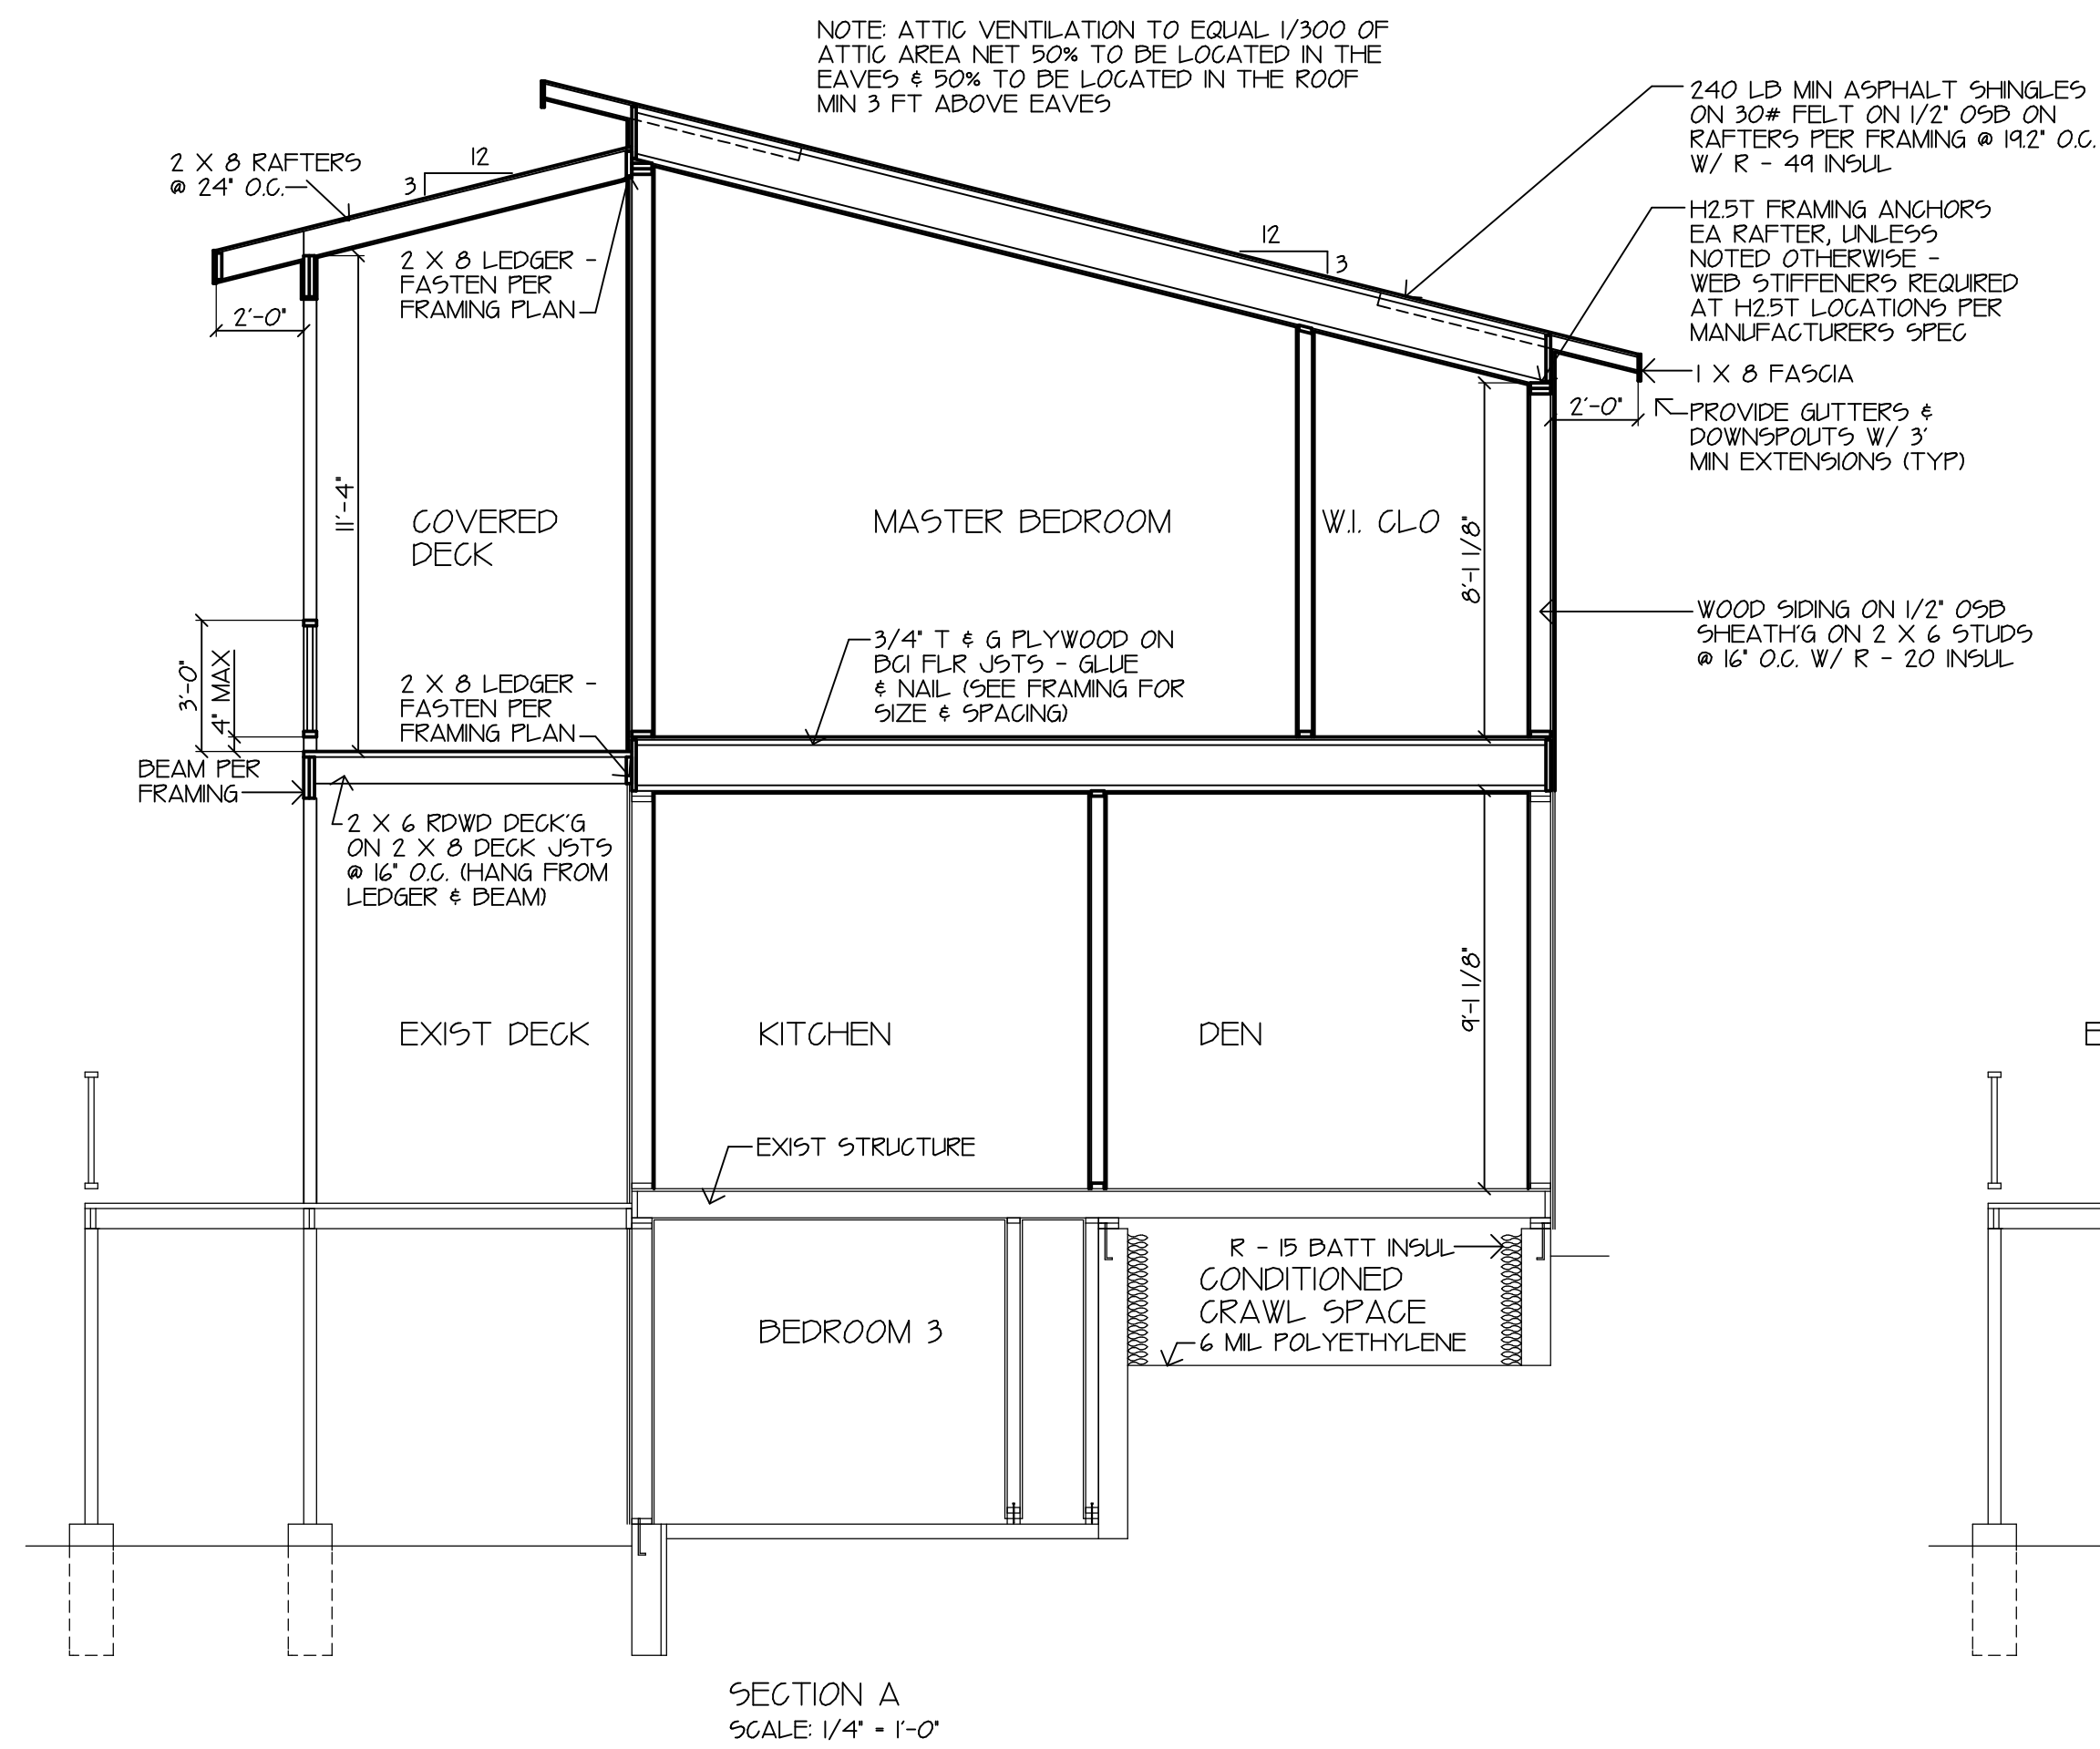 NOTE: ATTIC VENTILATION TO EQUAL 1/300 OF
ATTIC AREA NET 50% TO BE LOCATED IN THE
EAVES & 50% TO BE LOCATED IN THE ROOF
MIN 3 FT ABOVE EAVES
240 LB MIN ASPHALT SHINGLES
ON 30# FELT ON 1/2" OSB ON
RAFTERS PER FRAMING @ 19.2" O.C.
W/ R - 49 INSUL
2 X 8 RAFTERS
@ 24" O.C.
12
3
H2.5T FRAMING ANCHORS
EA RAFTER, UNLESS
NOTED OTHERWISE -
WEB STIFFENERS REQUIRED
AT H2.5T LOCATIONS PER
MANUFACTURERS SPEC
12
3
2 X 8 LEDGER -
FASTEN PER
FRAMING PLAN
2'-0"
1 X 8 FASCIA
2'-0"
PROVIDE GUTTERS &
DOWNSPOUTS W/ 3'
MIN EXTENSIONS (TYP)
11'-4"
COVERED
DECK
MASTER BEDROOM
W.I. CLO
8'-1 1/8"
WOOD SIDING ON 1/2" OSB
SHEATH'G ON 2 X 6 STUDS
@ 16" O.C. W/ R - 20 INSUL
3'-0"
4" MAX
2 X 8 LEDGER -
FASTEN PER
FRAMING PLAN
3/4" T & G PLYWOOD ON
BCI FLR JSTS - GLUE
& NAIL (SEE FRAMING FOR
SIZE & SPACING)
BEAM PER
FRAMING
2 X 6 RDWD DECK'G
ON 2 X 8 DECK JSTS
@ 16" O.C. (HANG FROM
LEDGER & BEAM)
9'-1 1/8"
EXIST DECK
KITCHEN
DEN
E
EXIST STRUCTURE
R - 15 BATT INSUL
CONDITIONED
CRAWL SPACE
6 MIL POLYETHYLENE
BEDROOM 3
SECTION A
SCALE: 1/4" = 1'-0"